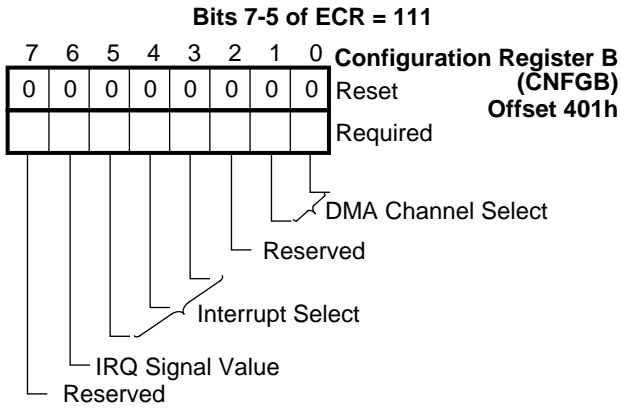 Bits 7-5 of ECR = 111
7 6 5 4 3 2 1 0 Configuration Register B
(CNFGB)
0 0 0 0 0 0 0 0 Reset
Offset 401h
Required
DMA Channel Select
Reserved
Interrupt Select
IRQ Signal Value
Reserved